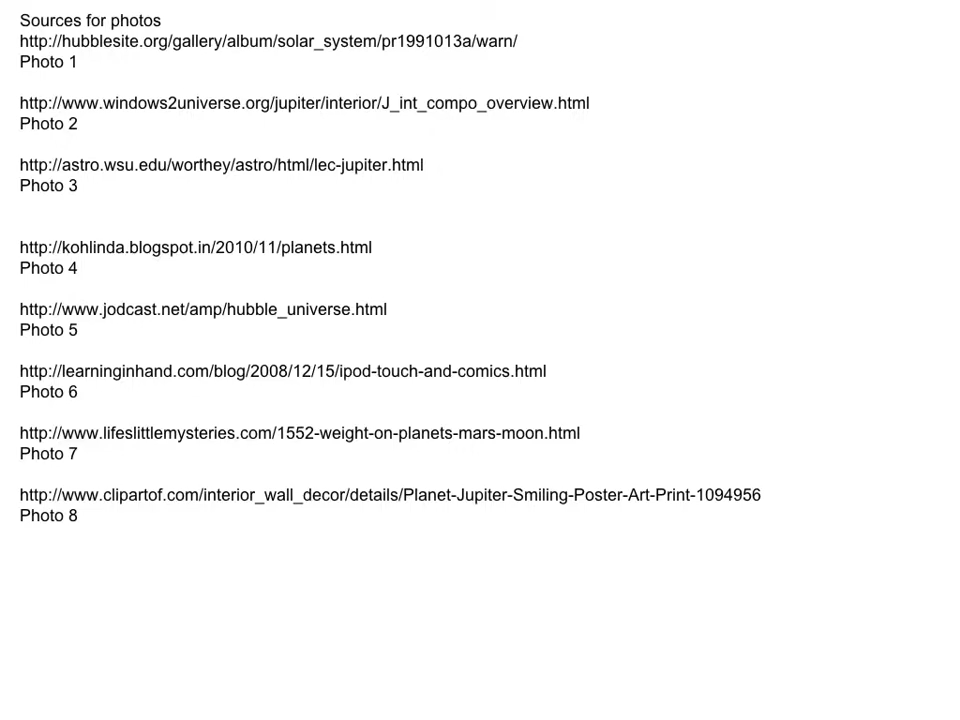 Sources for photos
http://hubblesite.org/gallery/album/solar_system/pr1991013a/warn/
Photo 1
http://www.windows2universe.org/jupiter/interior/J_int_compo_overview.html
Photo 2
http://astro.wsu.edu/worthey/astro/html/lec-jupiter.html
Photo 3
http://kohlinda.blogspot.in/2010/11/planets.html
Photo 4
http://www.jodcast.net/amp/hubble_universe.html
Photo 5
http://learninginhand.com/blog/2008/12/15/ipod-touch-and-comics.html
Photo 6
http://www.lifeslittlemysteries.com/1552-weight-on-planets-mars-moon.html
Photo 7
http://www.clipartof.com/interior_wall_decor/details/Planet-Jupiter-Smiling-Poster-Art-Print-1094956
Photo 8